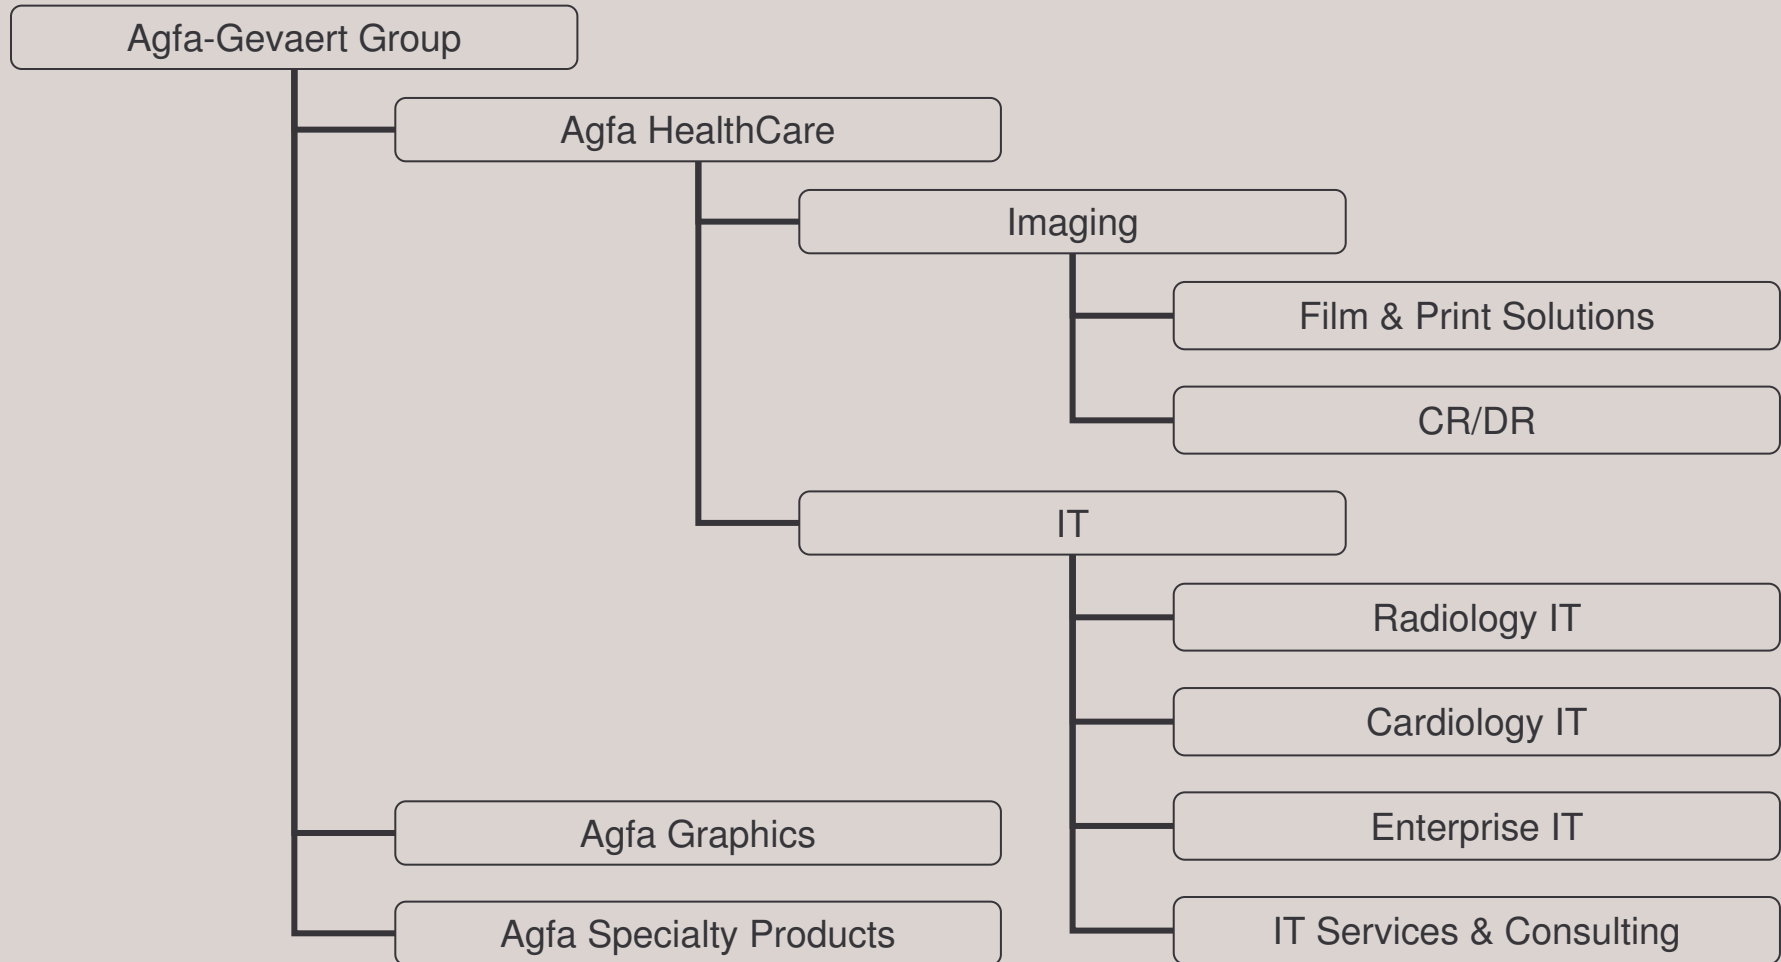 Agfa-Gevaert Group
Agfa HealthCare
Imaging
Film & Print Solutions
CR/DR
IT
Radiology IT
Cardiology IT
Enterprise IT
IT Services & Consulting
Agfa Graphics
Agfa Specialty Products